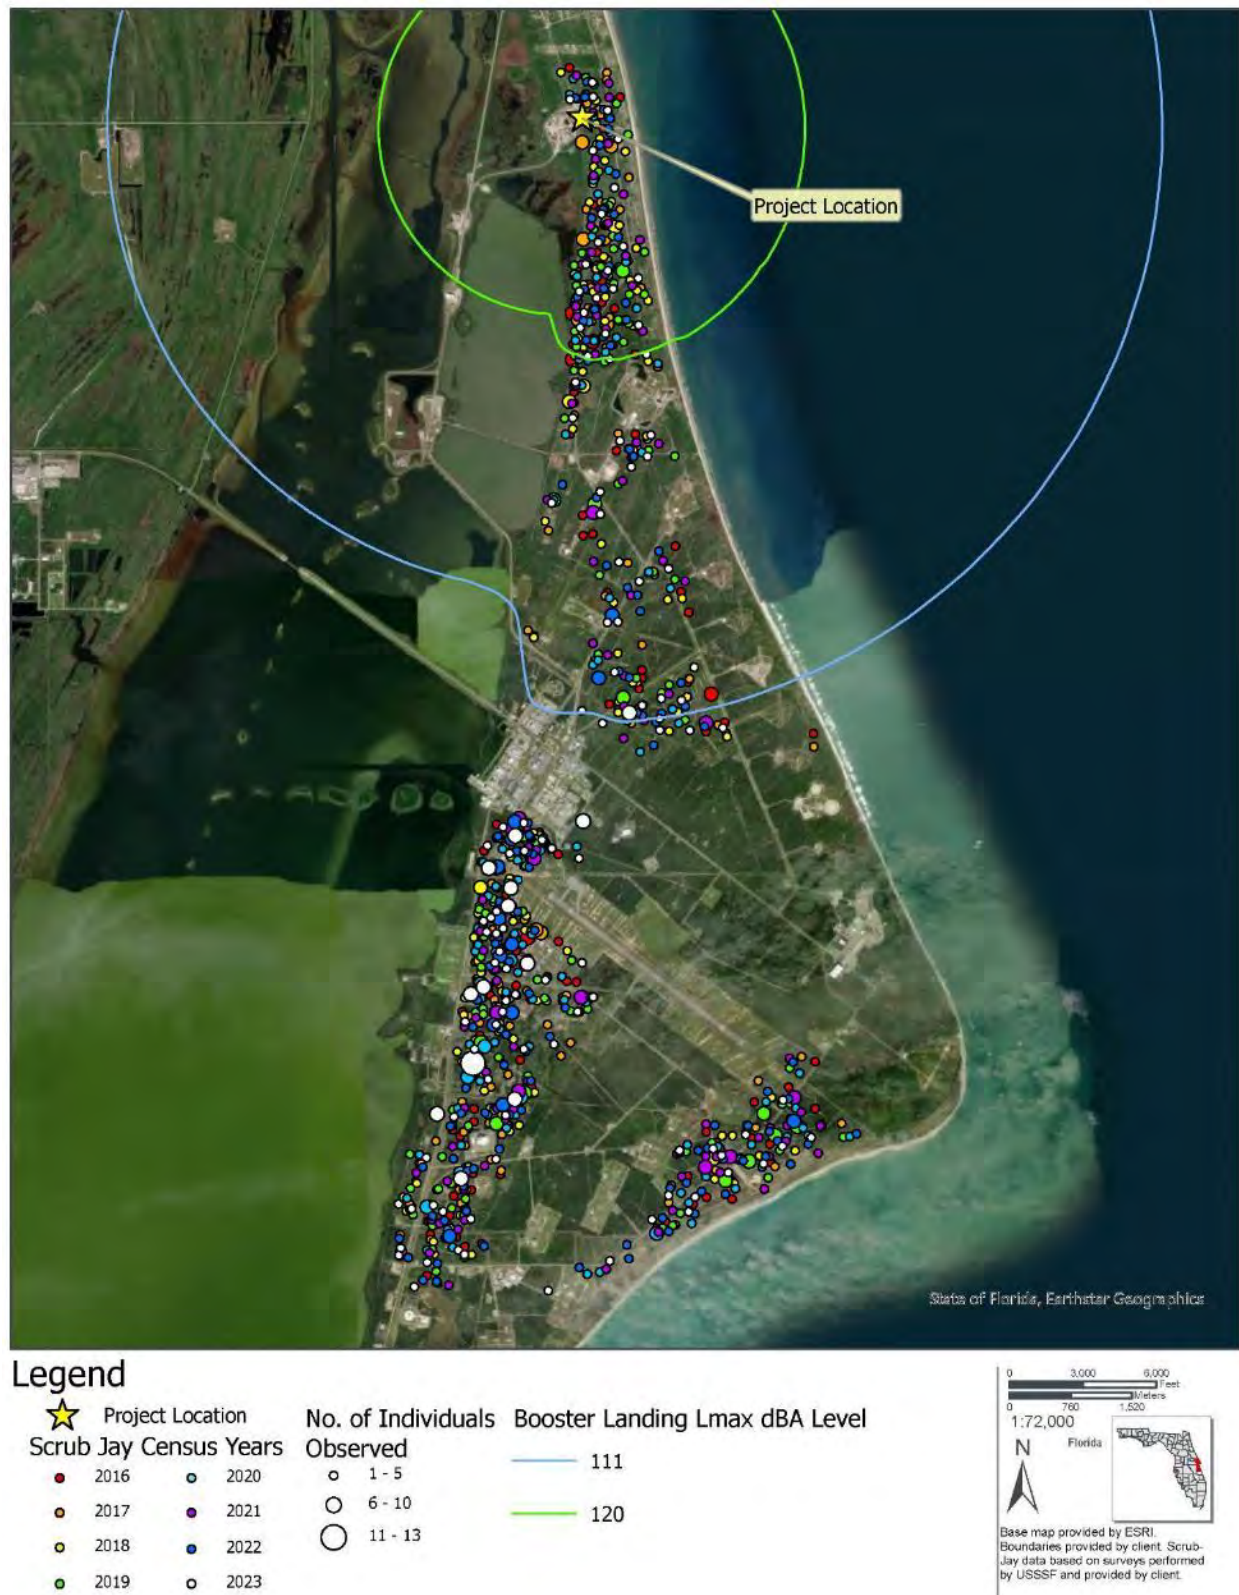 Project Location
State of Florida, Earthstar Geographics
Legend
Project Location
Scrub Jay Census Years
2016
2017
2018
2019
2020
2021
2022
2023
No. of Individuals
Observed
1 - 5
6 - 10
11 - 13
Booster Landing Lmax dBA Level
111
120
0 3,000 6,000
Feet
Meters
0 760 1,520
1:72,000
N
Florida
Base map provided by ESRI.
Boundaries provided by client. Scrub-
Jay data based on surveys performed
by USSSF and provided by client.